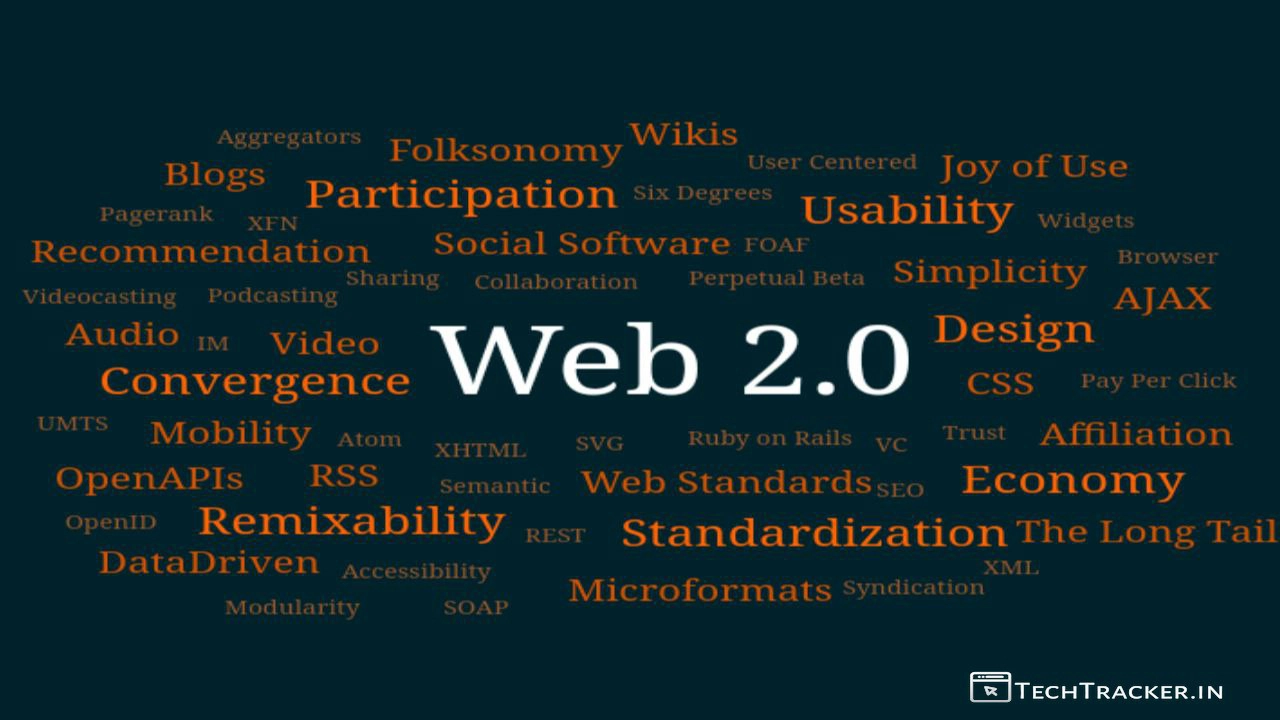 Aggregators Folksonomy Wikis
Blogs User Centered Joy of Use
Participation Six Degrees Usability
Pagerank XFN Widgets
Recommendation Social Software FOAF Browser
Sharing Collaboration Perpetual Beta Simplicity
Videocasting Podcasting AJAX
Audio IM Video Web 2.0 Design
Convergence CSS Pay Per Click
UMTS Mobility Atom XHTML SVG Ruby on Rails VC Trust Affiliation
OpenAPIs RSS Semantic Web Standards SEO Economy
OpenID Remixability REST Standardization The Long Tail
DataDriven Accessibility XML
Microformats Syndication
Modularity SOAP
TECHTRACKER.IN